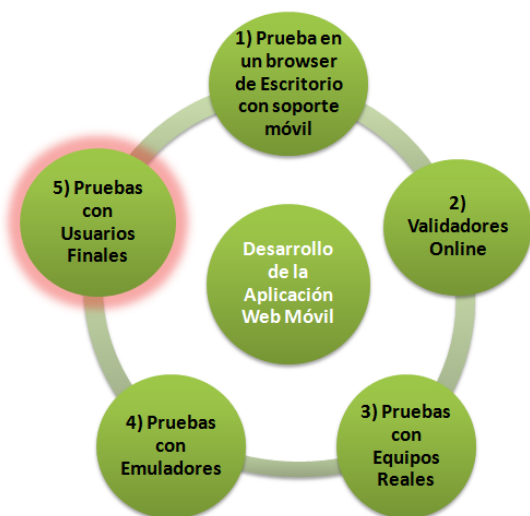 1) Prueba en
un browser
de Escritorio
con soporte
móvil
2)
Validadores
Online
3) Pruebas
con
Equipos
Reales
4) Pruebas
con
Emuladores
5) Pruebas
con
Usuarios
Finales
Desarrollo
de la
Aplicación
Web Móvil